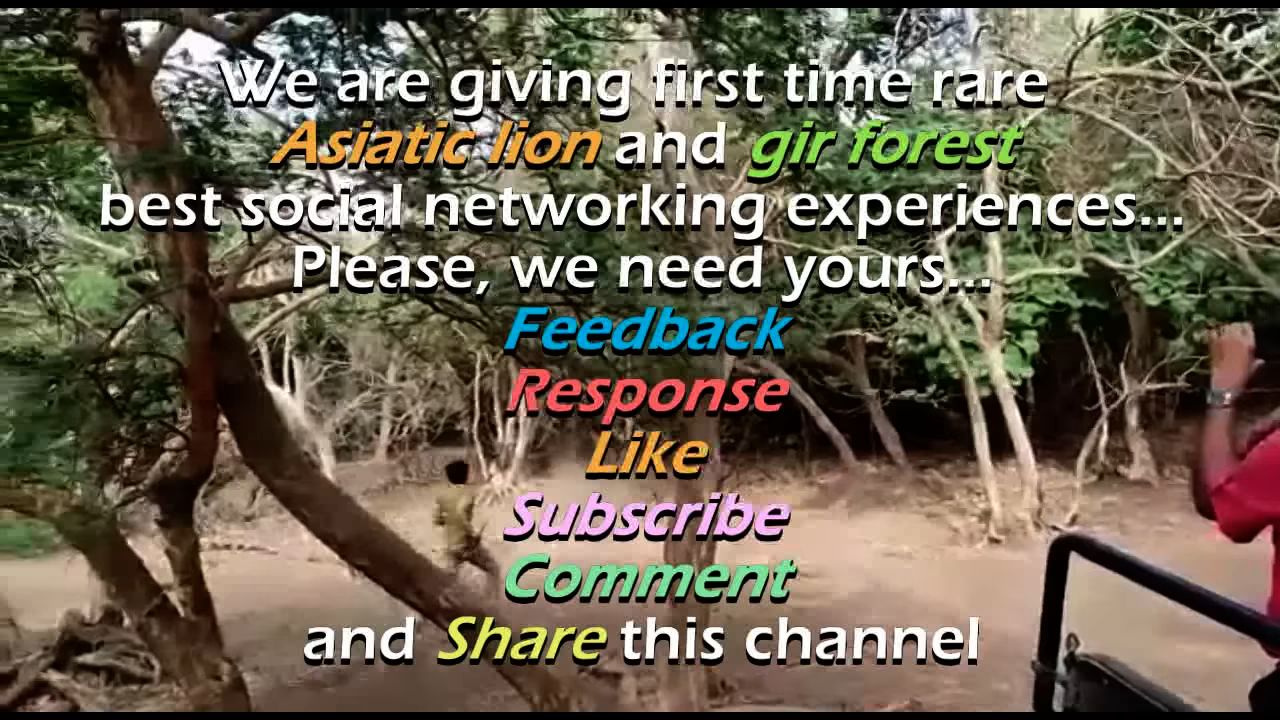 We are giving first time rare
Asiatic lion and gir forest
best social networking experiences...
Please, we need yours...
Feedback
Response
Like
Subscribe
Comment
and Share this channel